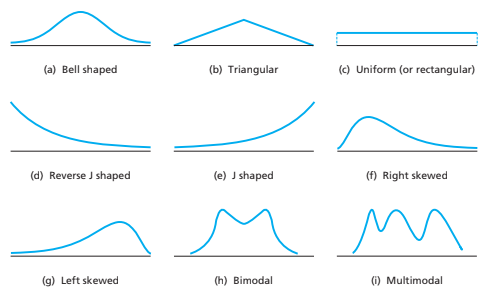 (a) Bell shaped
(b) Triangular
(c) Uniform (or rectangular)
(d) Reverse J shaped
(e) J shaped
(f) Right skewed
(g) Left skewed
(h) Bimodal
(i) Multimodal